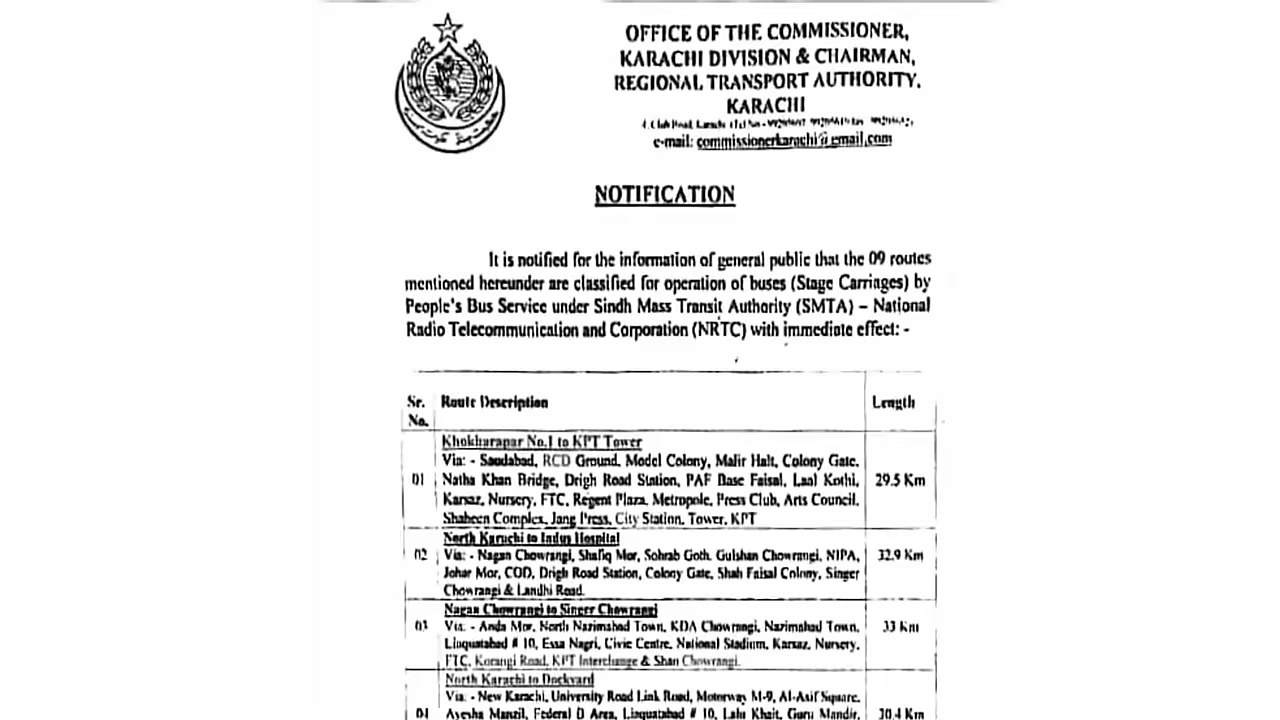 OFFICE OF THE COMMISSIONER,
KARACHI DIVISION & CHAIRMAN,
REGIONAL TRANSPORT AUTHORITY,
KARACHI
e-mail: commissionerkarachi@gmail.com
NOTIFICATION
It is notified for the information of general public that the 09 routes
mentioned hereunder are classified for operation of buses (Stage Carriages) by
People's Bus Service under Sindh Mass Transit Authority (SMTA) – National
Radio Telecommunication and Corporation (NRTC) with immediate effect: -
Sr. No. Route Description Length
Khokharapar No.1 to KPT Tower
Via: - Saudabad, RCD Ground, Model Colony, Malir Halt, Colony Gate,
01 Natha Khan Bridge, Drigh Road Station, PAF Base Faisal, Laal Kothi, 29.5 Km
Karsaz, Nursery, FTC, Regent Plaza, Metropole, Press Club, Arts Council,
Shaheen Complex, Jang Press, City Station, Tower, KPT
North Karachi to Indus Hospital
02 Via: - Nagan Chowrangi, Shafiq Mor, Sohrab Goth, Gulshan Chowrangi, NIPA, 32.9 Km
Johar Mor, COD, Drigh Road Station, Colony Gate, Shah Faisal Colony, Singer
Chowrangi & Landhi Road.
Nagan Chowrangi to Singer Chowrangi
03 Via: - Anda Mor, North Nazimabad Town, KDA Chowrangi, Nazimabad Town, 33 Km
Liaquatabad # 10, Essa Nagri, Civic Centre, National Stadium, Karsaz, Nursery,
FTC, Korangi Road, KPT Interchange & Shan Chowrangi.
North Karachi to Dockyard
Via: - New Karachi, University Road Link Road, Motorway M-9, Al-Asif Square,
04 Ayesha Manzil, Federal B Area, Liaquatabad # 10, Lalu Khait, Guru Mandir, 30.4 Km